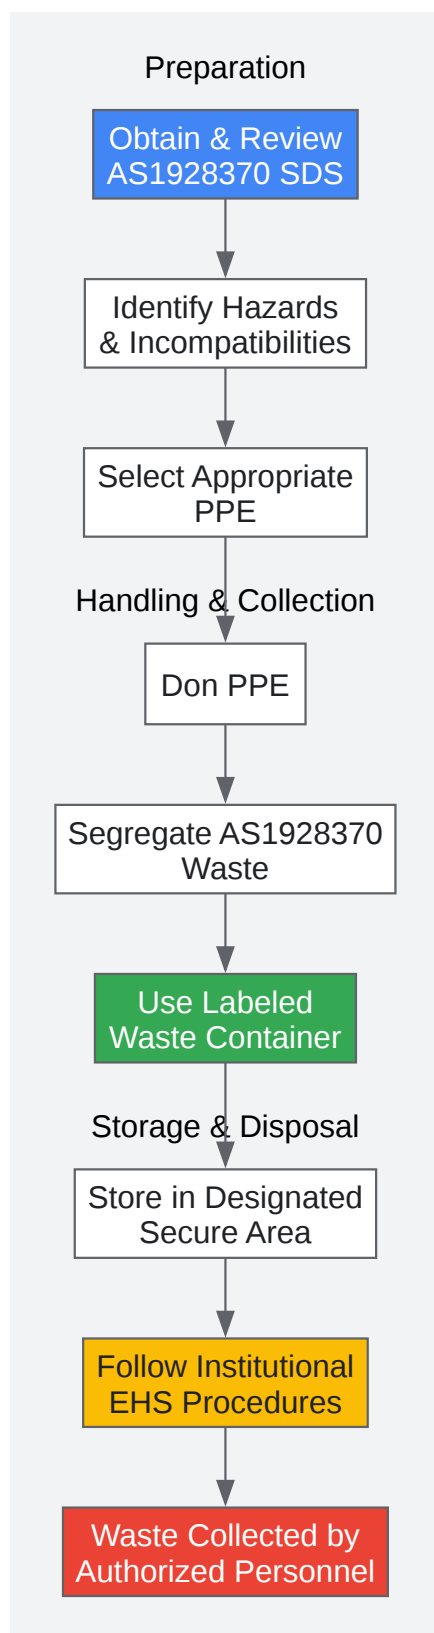 Preparation
Obtain & Review
AS1928370 SDS
Identify Hazards
& Incompatibilities
Select Appropriate
PPE
Handling & Collection
Don PPE
Segregate AS1928370
Waste
Use Labeled
Waste Container
Storage & Disposal
Store in Designated
Secure Area
Follow Institutional
EHS Procedures
Waste Collected by
Authorized Personnel